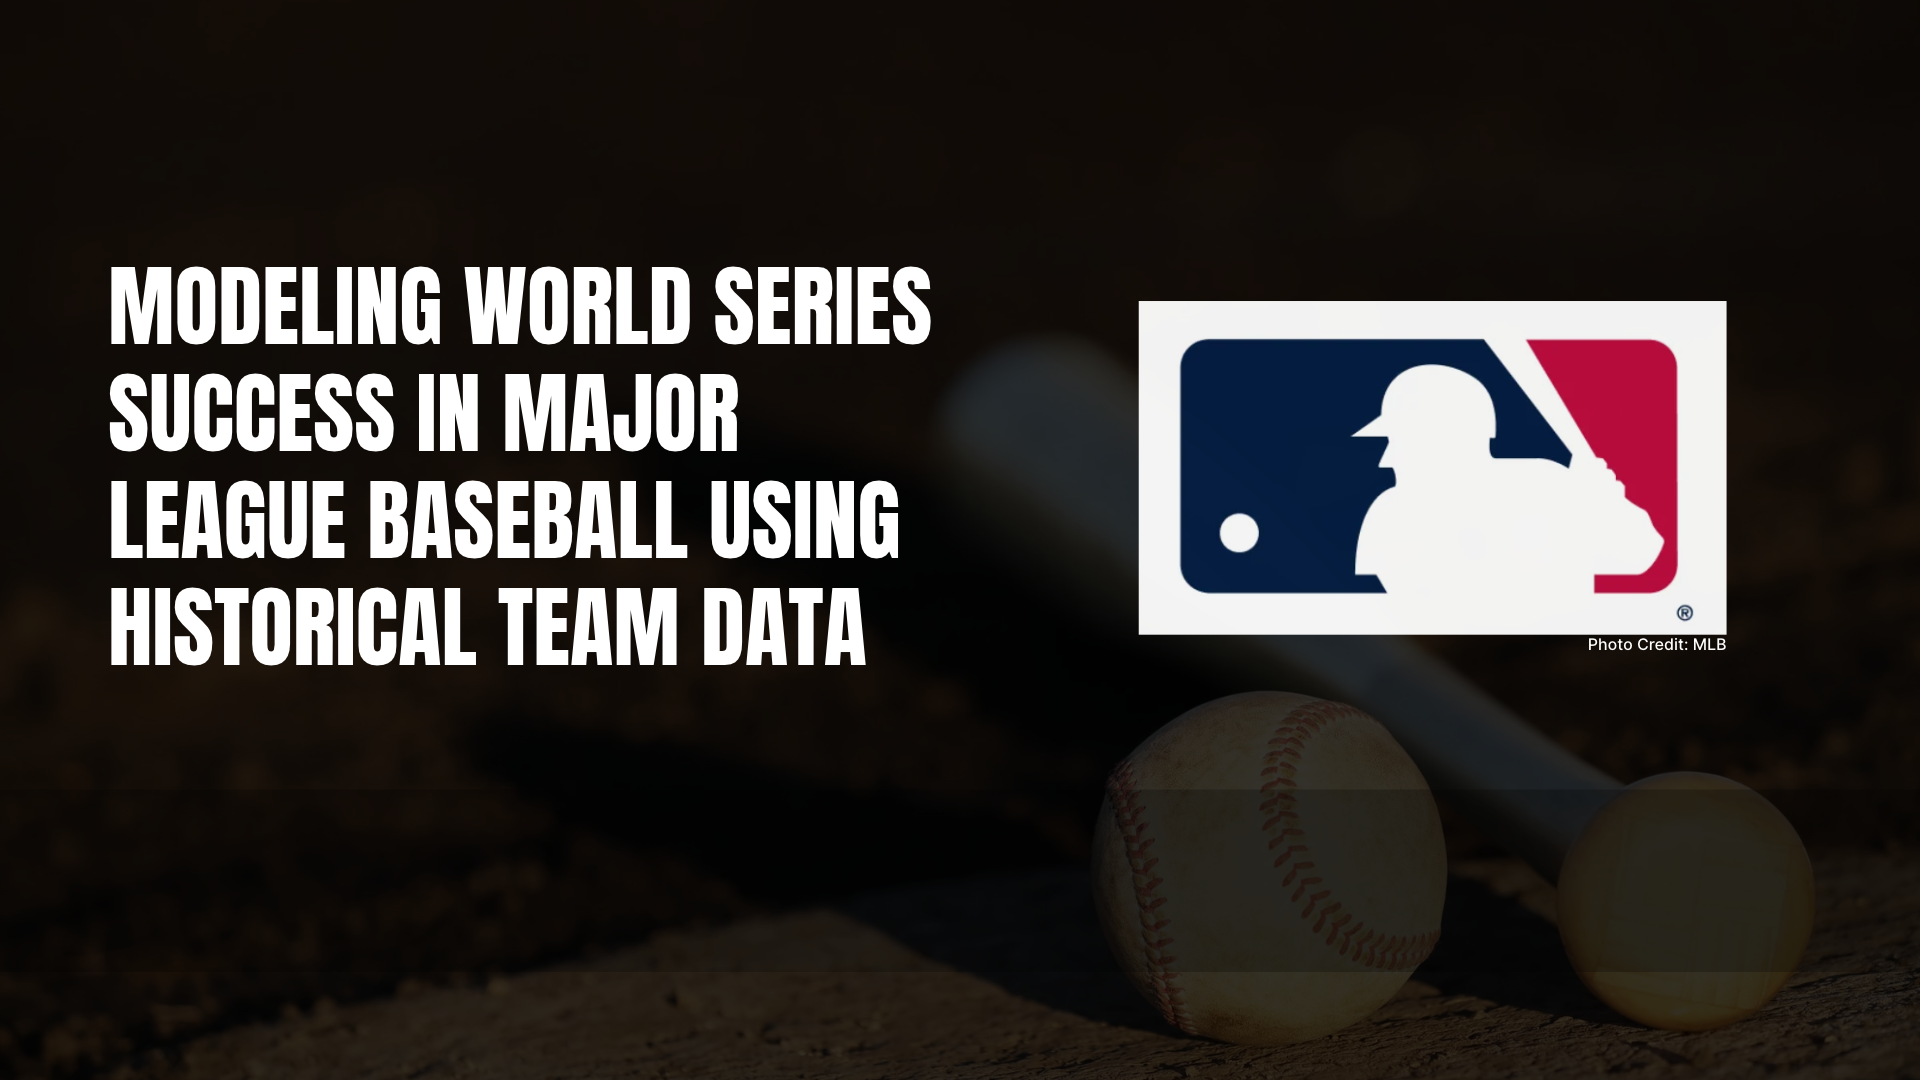 MODELING WORLD SERIES
SUCCESS IN MAJOR
LEAGUE BASEBALL USING
HISTORICAL TEAM DATA
®
Photo Credit: MLB